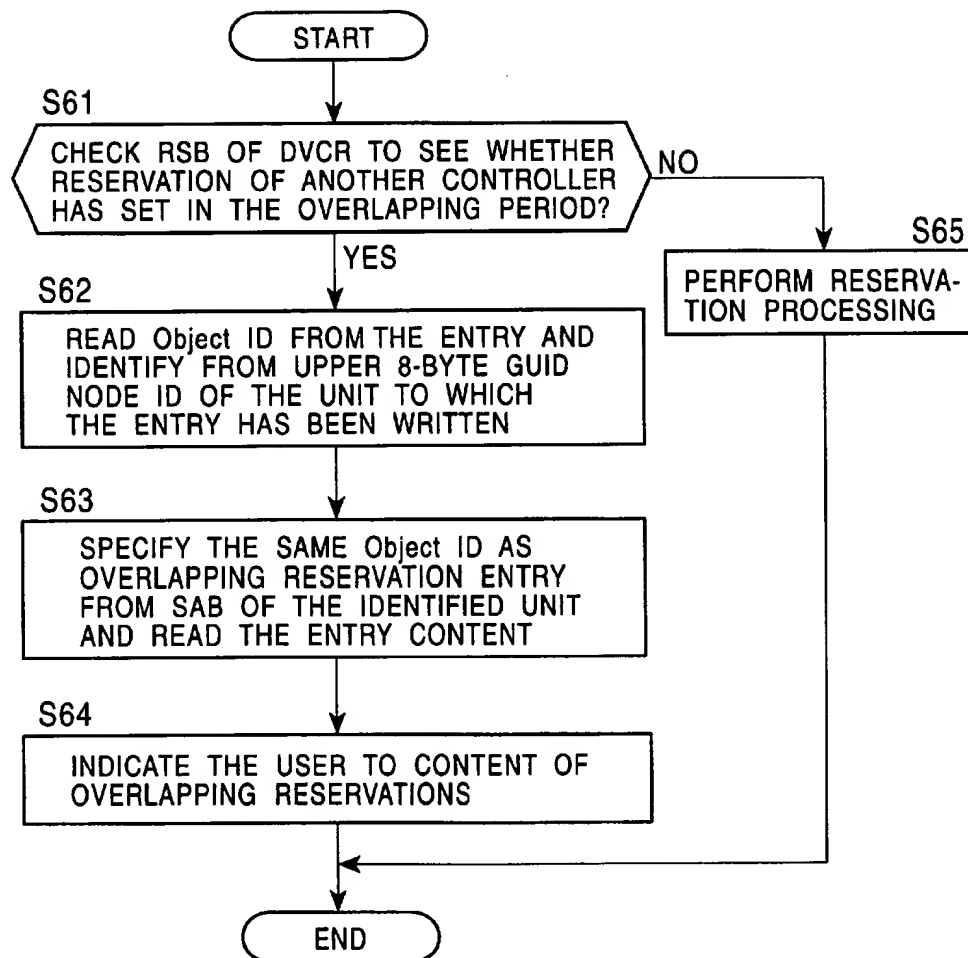 START
S61
CHECK RSB OF DVCR TO SEE WHETHER
RESERVATION OF ANOTHER CONTROLLER
HAS SET IN THE OVERLAPPING PERIOD?
NO
YES
S65
PERFORM RESERVA-
TION PROCESSING
S62
READ Object ID FROM THE ENTRY AND
IDENTIFY FROM UPPER 8-BYTE GUID
NODE ID OF THE UNIT TO WHICH
THE ENTRY HAS BEEN WRITTEN
S63
SPECIFY THE SAME Object ID AS
OVERLAPPING RESERVATION ENTRY
FROM SAB OF THE IDENTIFIED UNIT
AND READ THE ENTRY CONTENT
S64
INDICATE THE USER TO CONTENT OF
OVERLAPPING RESERVATIONS
END